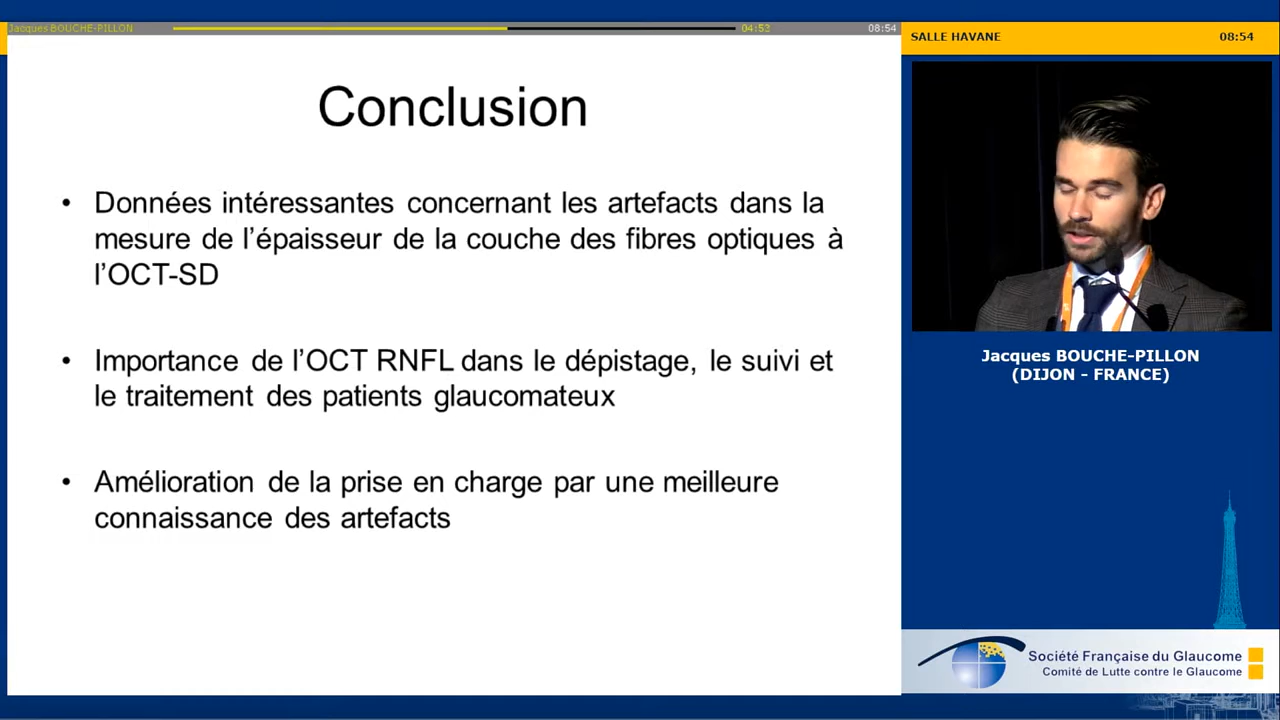 Jacques BOUCHE-PILLON
04:52
08:54
SALLE HAVANE
08:54
Conclusion
• Données intéressantes concernant les artefacts dans la
mesure de l’épaisseur de la couche des fibres optiques à
l’OCT-SD
• Importance de l’OCT RNFL dans le dépistage, le suivi et
le traitement des patients glaucomateux
• Amélioration de la prise en charge par une meilleure
connaissance des artefacts
Jacques BOUCHE-PILLON
(DIJON - FRANCE)
Société Française du Glaucome
Comité de Lutte contre le Glaucome